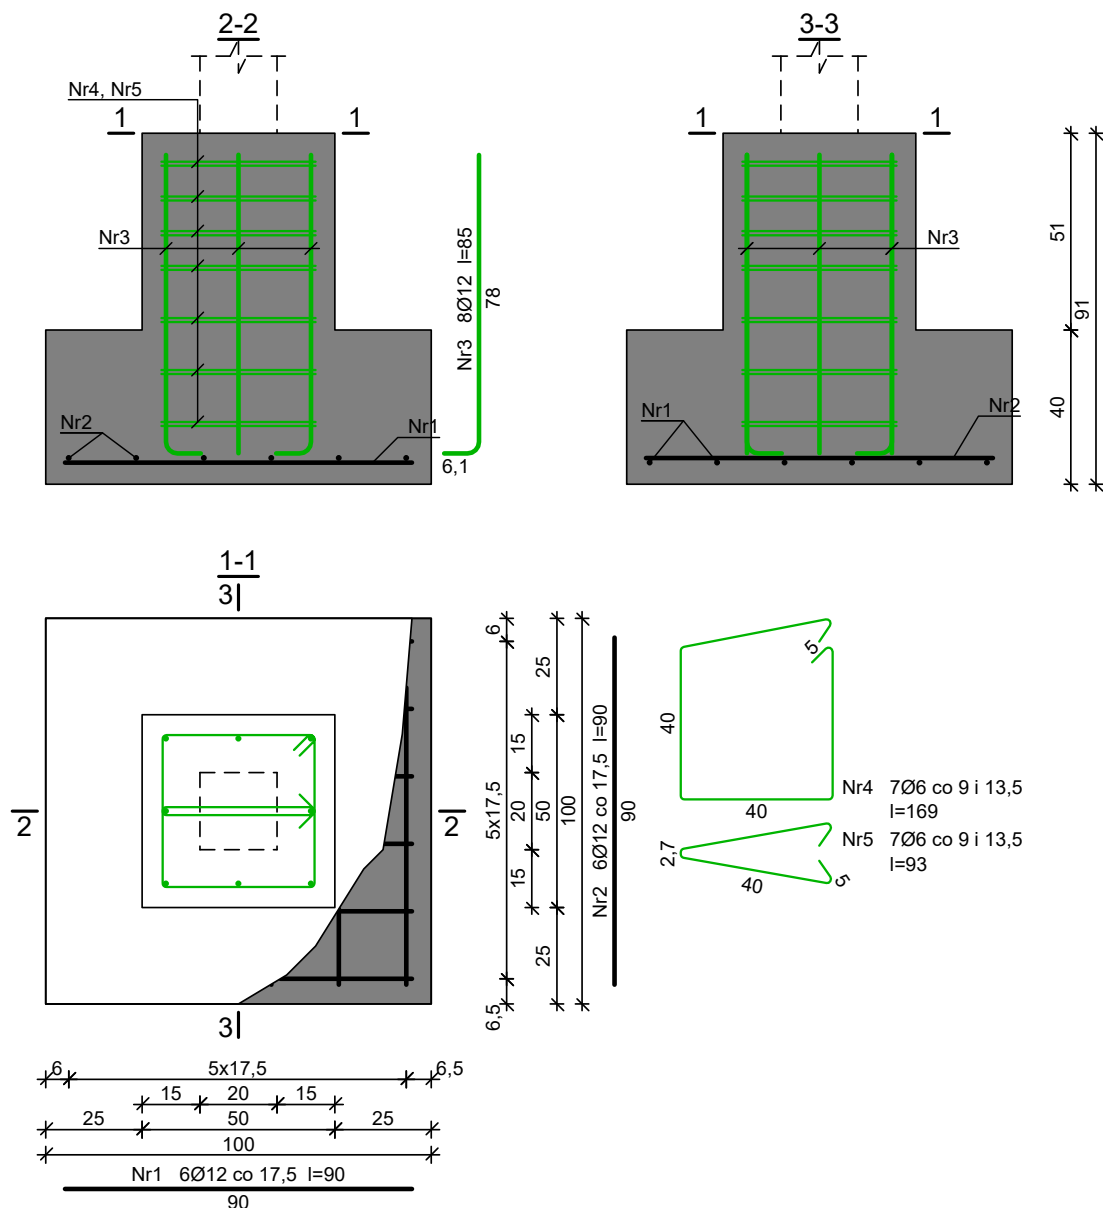 2-2
Nr4, Nr5
1
1
Nr3
Nr3 8Ø12 l=85
78
Nr2
Nr1
6,1
3-3
1
1
Nr3
Nr1
Nr2
51
40
91
1-1
3
2
2
3
6
5x17,5
6,5
15
20
15
25
50
25
100
Nr2 6Ø12 co 17,5 l=90
90
40
5
40
Nr4 7Ø6 co 9 i 13,5
l=169
2,7
40
5
Nr5 7Ø6 co 9 i 13,5
l=93
6
5x17,5
6,5
15
20
15
25
50
25
100
Nr1 6Ø12 co 17,5 l=90
90